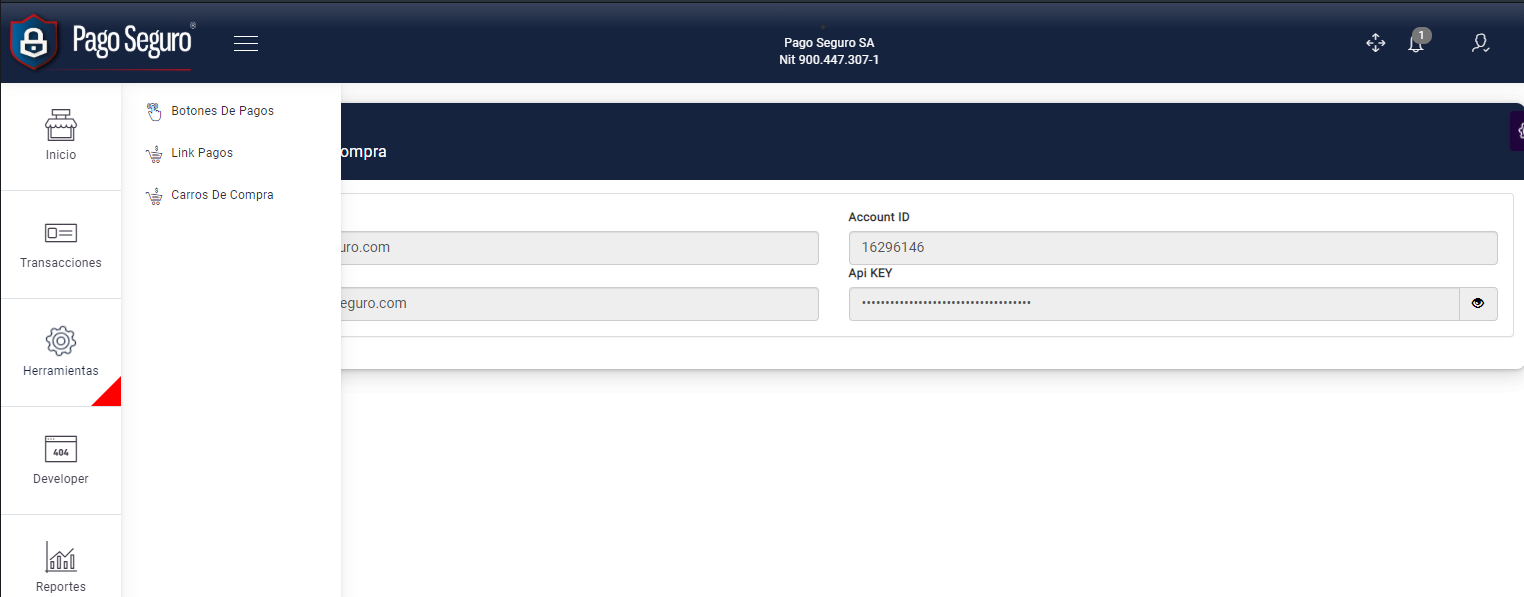 Pago Seguro®
Pago Seguro SA
Nit 900.447.307-1
1
Inicio
Transacciones
Herramientas
404
Developer
Reportes
Botones De Pagos
Link Pagos
Carros De Compra
ompra
uro.com
Account ID
16296146
eguro.com
Api KEY
••••••••••••••••••••••••••••••••••••